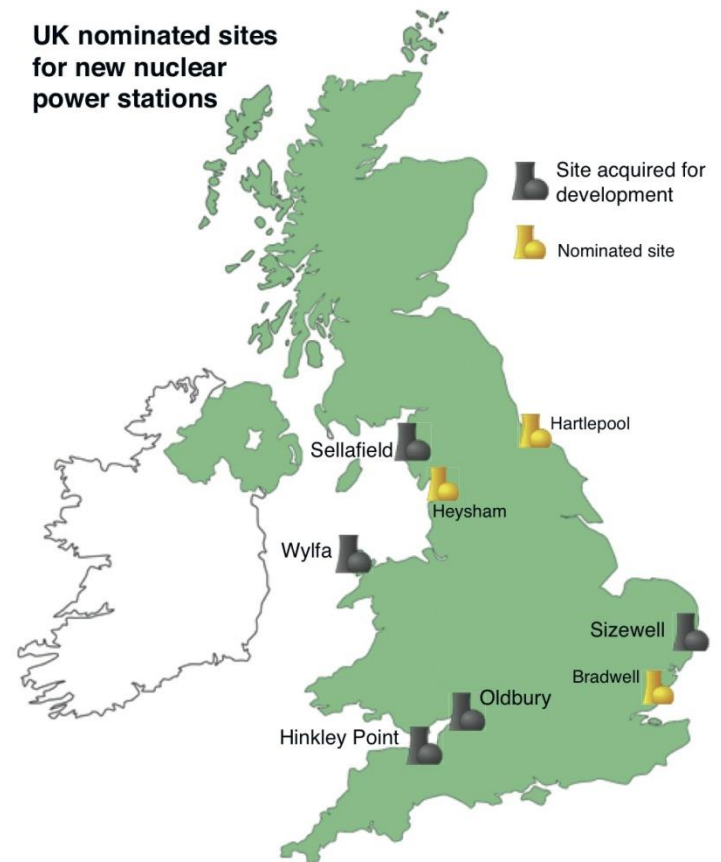 UK nominated sites
for new nuclear
power stations
Site acquired for
development
Nominated site
Hartlepool
Sellafield
Heysham
Wylfa
Sizewell
Bradwell
Oldbury
Hinkley Point